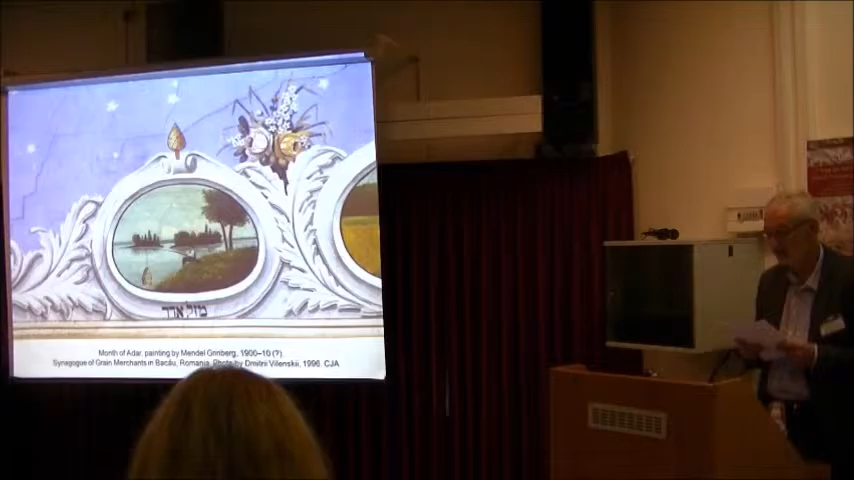 מזל אדר
Month of Adar, painting by Mendel Grinberg, 1900–10 (?)
Synagogue of Grain Merchants in Bacău, Romania. Photo by Dmitrii Vilenskii, 1996. CJA